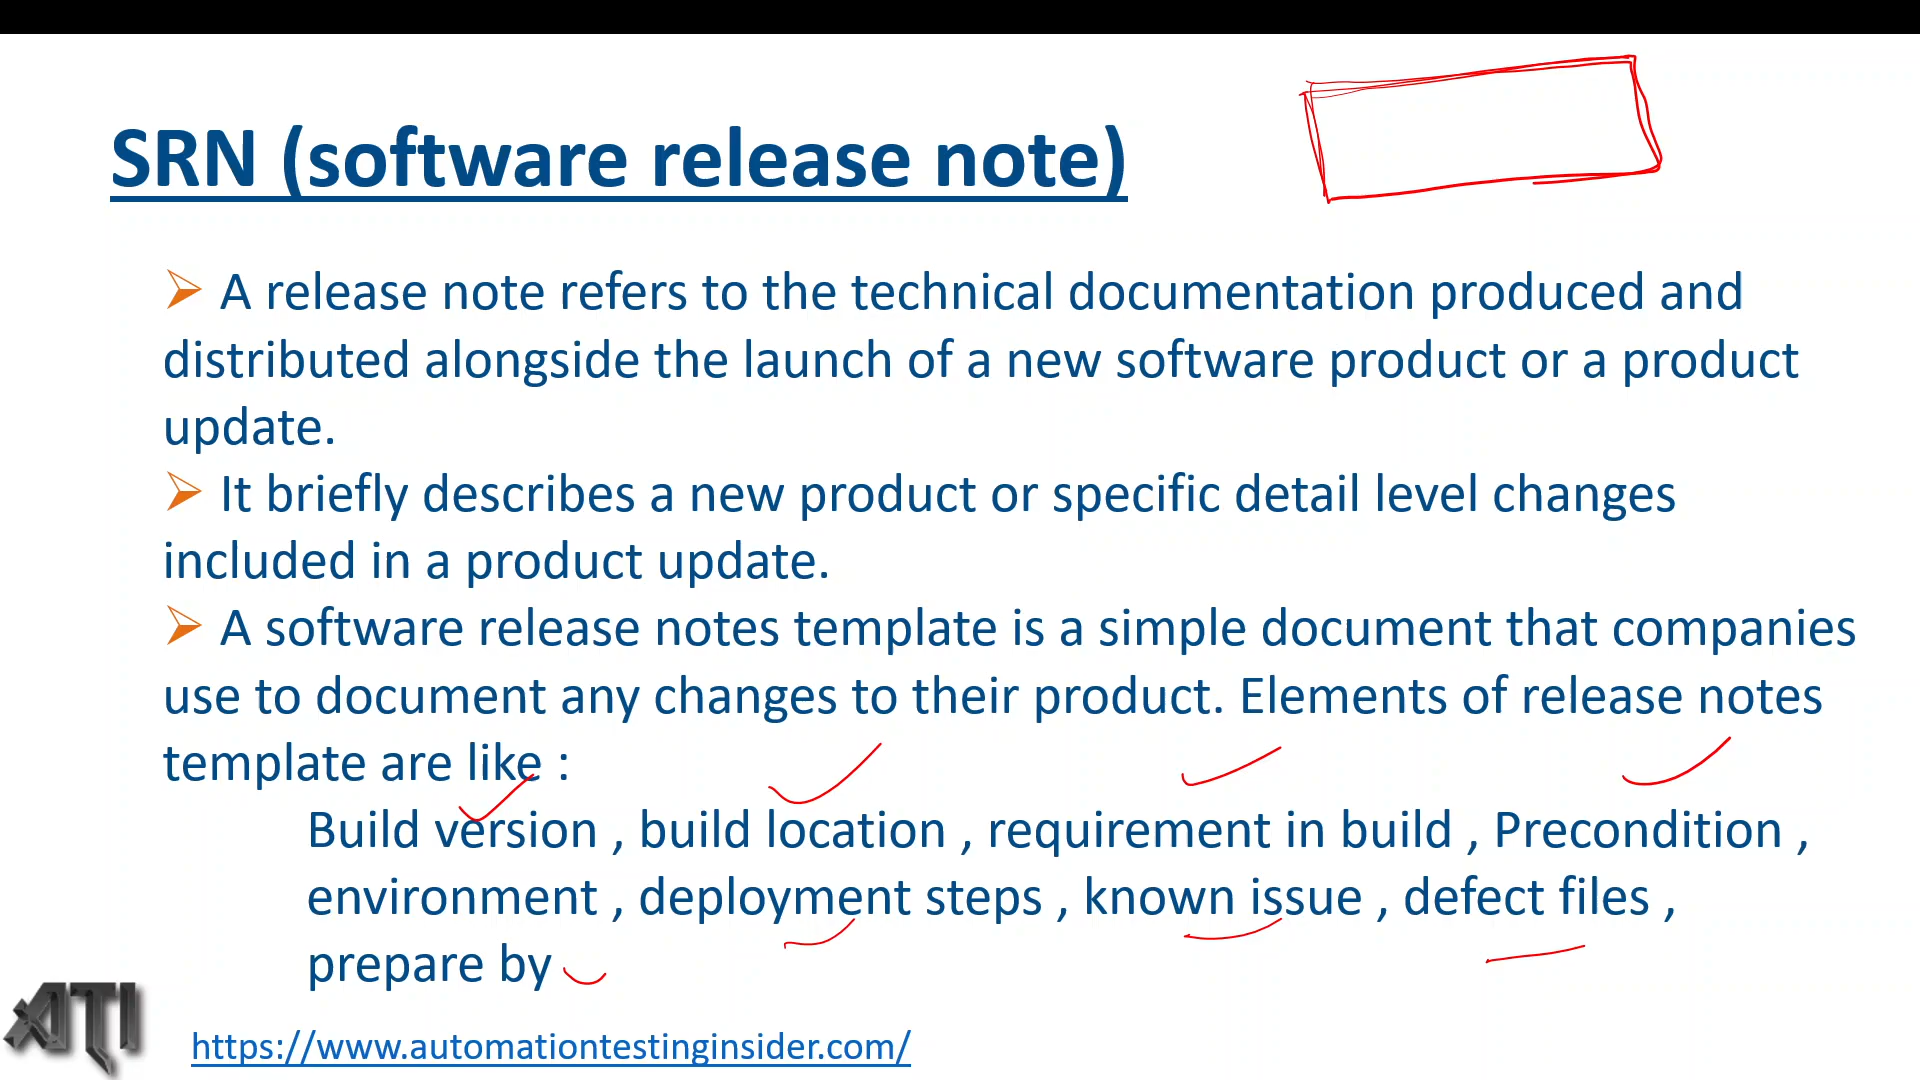 SRN (software release note)
➢ A release note refers to the technical documentation produced and
distributed alongside the launch of a new software product or a product
update.
➢ It briefly describes a new product or specific detail level changes
included in a product update.
➢ A software release notes template is a simple document that companies
use to document any changes to their product. Elements of release notes
template are like :
Build version , build location , requirement in build , Precondition ,
environment , deployment steps , known issue , defect files ,
prepare by
ATI
https://www.automationtestinginsider.com/